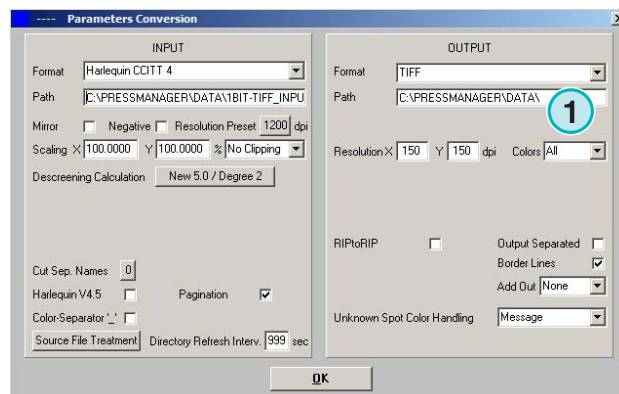 ---- Parameters Conversion
INPUT
Format Harlequin CCITT 4
Path C:\PRESSMANAGER\DATA\1BIT-TIFF_INPU
Mirror Negative Resolution Preset 1200 dpi
Scaling X 100.0000 Y 100.0000 % No Clipping
Descreening Calculation New 5.0 / Degree 2
Cut Sep. Names 0
Harlequin V4.5 Pagination
Color-Separator '_'
Source File Treatment Directory Refresh Interv. 999 sec
OUTPUT
Format TIFF
Path C:\PRESSMANAGER\DATA\
1
Resolution X 150 Y 150 dpi Colors All
RIPtoRIP Output Separated
Border Lines
Add Out None
Unknown Spot Color Handling Message
OK